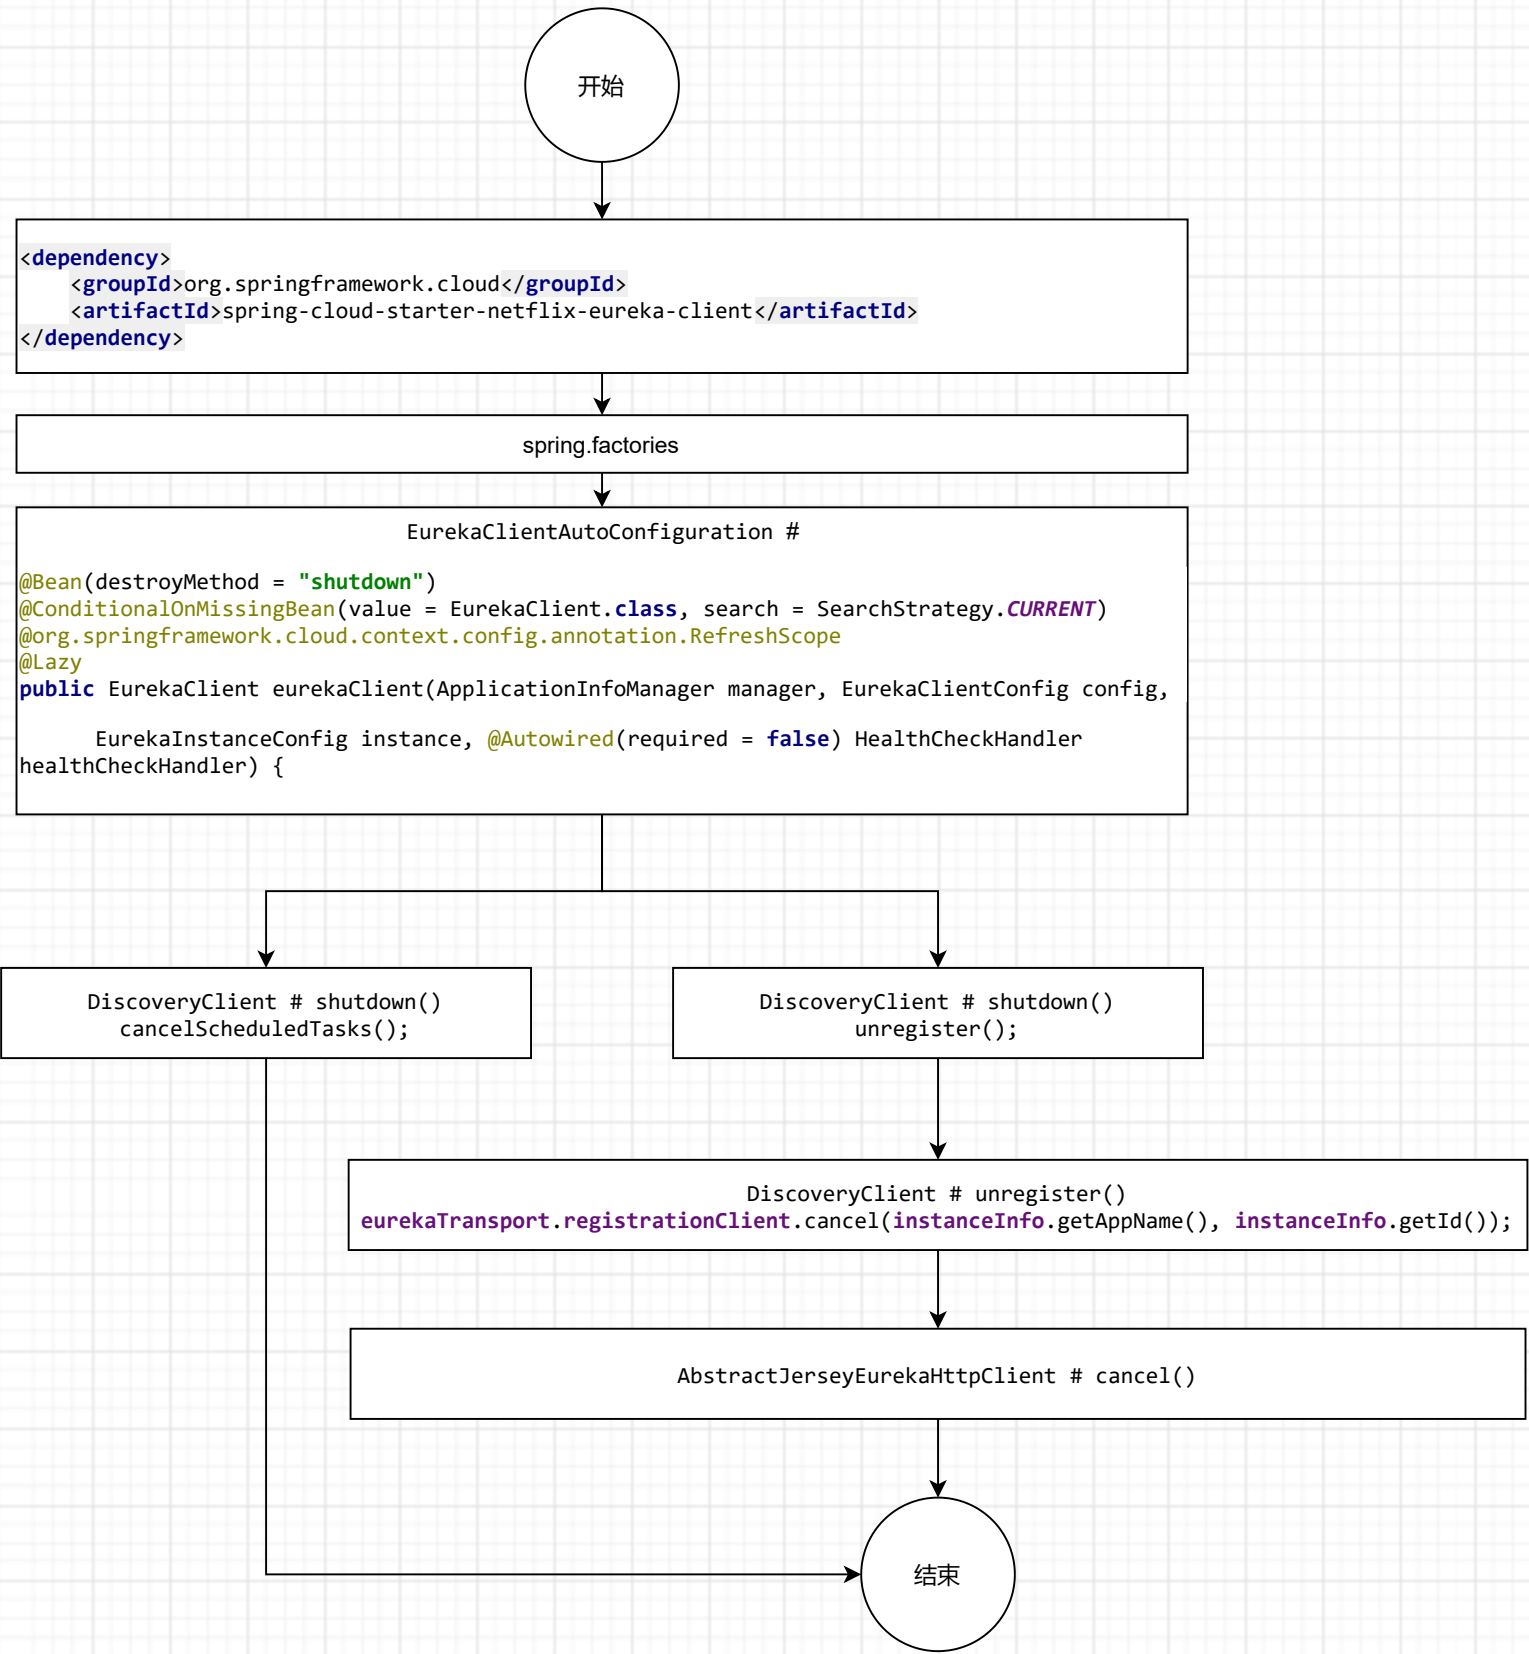 开始
<dependency>
    <groupId>org.springframework.cloud</groupId>
    <artifactId>spring-cloud-starter-netflix-eureka-client</artifactId>
</dependency>
spring.factories
EurekaClientAutoConfiguration #
@Bean(destroyMethod = "shutdown")
@ConditionalOnMissingBean(value = EurekaClient.class, search = SearchStrategy.CURRENT)
@org.springframework.cloud.context.config.annotation.RefreshScope
@Lazy
public EurekaClient eurekaClient(ApplicationInfoManager manager, EurekaClientConfig config,
      EurekaInstanceConfig instance, @Autowired(required = false) HealthCheckHandler
healthCheckHandler) {
DiscoveryClient # shutdown()
cancelScheduledTasks();
DiscoveryClient # shutdown()
unregister();
DiscoveryClient # unregister()
eurekaTransport.registrationClient.cancel(instanceInfo.getAppName(), instanceInfo.getId());
AbstractJerseyEurekaHttpClient # cancel()
结束